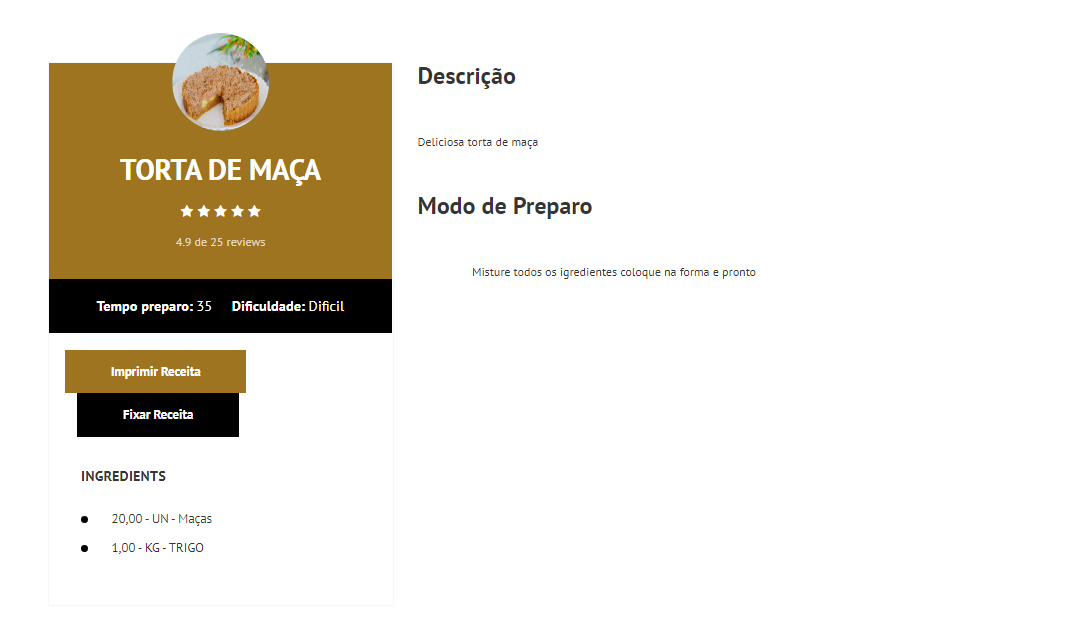 TORTA DE MAÇA
4.9 de 25 reviews
Tempo preparo: 35 Dificuldade: Dificil
Imprimir Receita
Fixar Receita
INGREDIENTS
20,00 - UN - Maças
1,00 - KG - TRIGO
Descrição
Deliciosa torta de maça
Modo de Preparo
Misture todos os igredientes coloque na forma e pronto